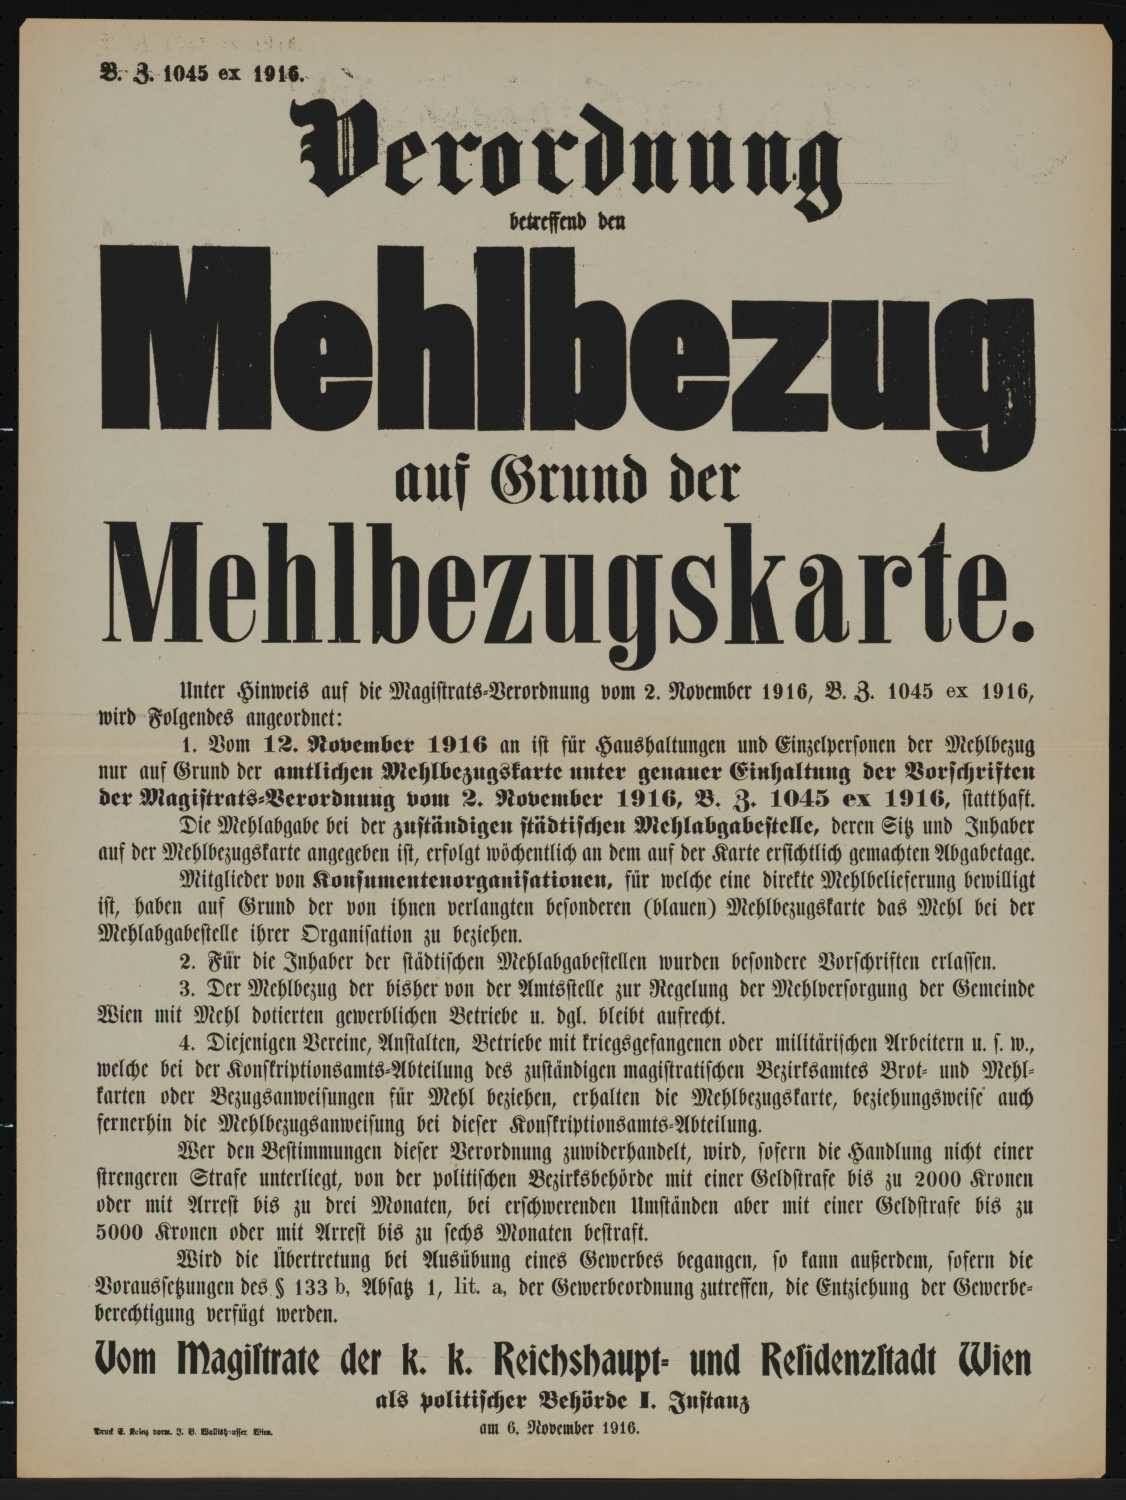 B. Z. 1045 ex 1916.
Verordnung
betreffend den
Mehlbezug
auf Grund der
Mehlbezugskarte.
Unter Hinweis auf die Magistrats-Verordnung vom 2. November 1916, B. Z. 1045 ex 1916,
wird Folgendes angeordnet:
1. Vom 12. November 1916 an ist für Haushaltungen und Einzelpersonen der Mehlbezug
nur auf Grund der amtlichen Mehlbezugskarte unter genauer Einhaltung der Vorschriften
der Magistrats-Verordnung vom 2. November 1916, B. Z. 1045 ex 1916, statthaft.
Die Mehlabgabe bei der zuständigen städtischen Mehlabgabestelle, deren Sitz und Inhaber
auf der Mehlbezugskarte angegeben ist, erfolgt wöchentlich an dem auf der Karte ersichtlich gemachten Abgabetage.
Mitglieder von Konsumentenorganisationen, für welche eine direkte Mehlbelieferung bewilligt
ist, haben auf Grund der von ihnen verlangten besonderen (blauen) Mehlbezugskarte das Mehl bei der
Mehlabgabestelle ihrer Organisation zu beziehen.
2. Für die Inhaber der städtischen Mehlabgabestellen wurden besondere Vorschriften erlassen.
3. Der Mehlbezug der bisher von der Amtsstelle zur Regelung der Mehlversorgung der Gemeinde
Wien mit Mehl dotierten gewerblichen Betriebe u. dgl. bleibt aufrecht.
4. Diejenigen Vereine, Anstalten, Betriebe mit kriegsgefangenen oder militärischen Arbeitern u. s. w.,
welche bei der Konskriptionsamts-Abteilung des zuständigen magistratischen Bezirksamtes Brot- und Mehl-
karten oder Bezugsanweisungen für Mehl beziehen, erhalten die Mehlbezugskarte, beziehungsweise auch
fernerhin die Mehlbezugsanweisung bei dieser Konskriptionsamts-Abteilung.
Wer den Bestimmungen dieser Verordnung zuwiderhandelt, wird, sofern die Handlung nicht einer
strengeren Strafe unterliegt, von der politischen Bezirksbehörde mit einer Geldstrafe bis zu 2000 Kronen
oder mit Arrest bis zu drei Monaten, bei erschwerenden Umständen aber mit einer Geldstrafe bis zu
5000 Kronen oder mit Arrest bis zu sechs Monaten bestraft.
Wird die Übertretung bei Ausübung eines Gewerbes begangen, so kann außerdem, sofern die
Voraussetzungen des § 133 b, Absatz 1, lit. a, der Gewerbeordnung zutreffen, die Entziehung der Gewerbe-
berechtigung verfügt werden.
Vom Magistrate der k. k. Reichshaupt- und Residenzstadt Wien
als politischer Behörde I. Instanz
am 6. November 1916.
Druck E. Kainz vorm. J. B. Wallishausser, Wien.